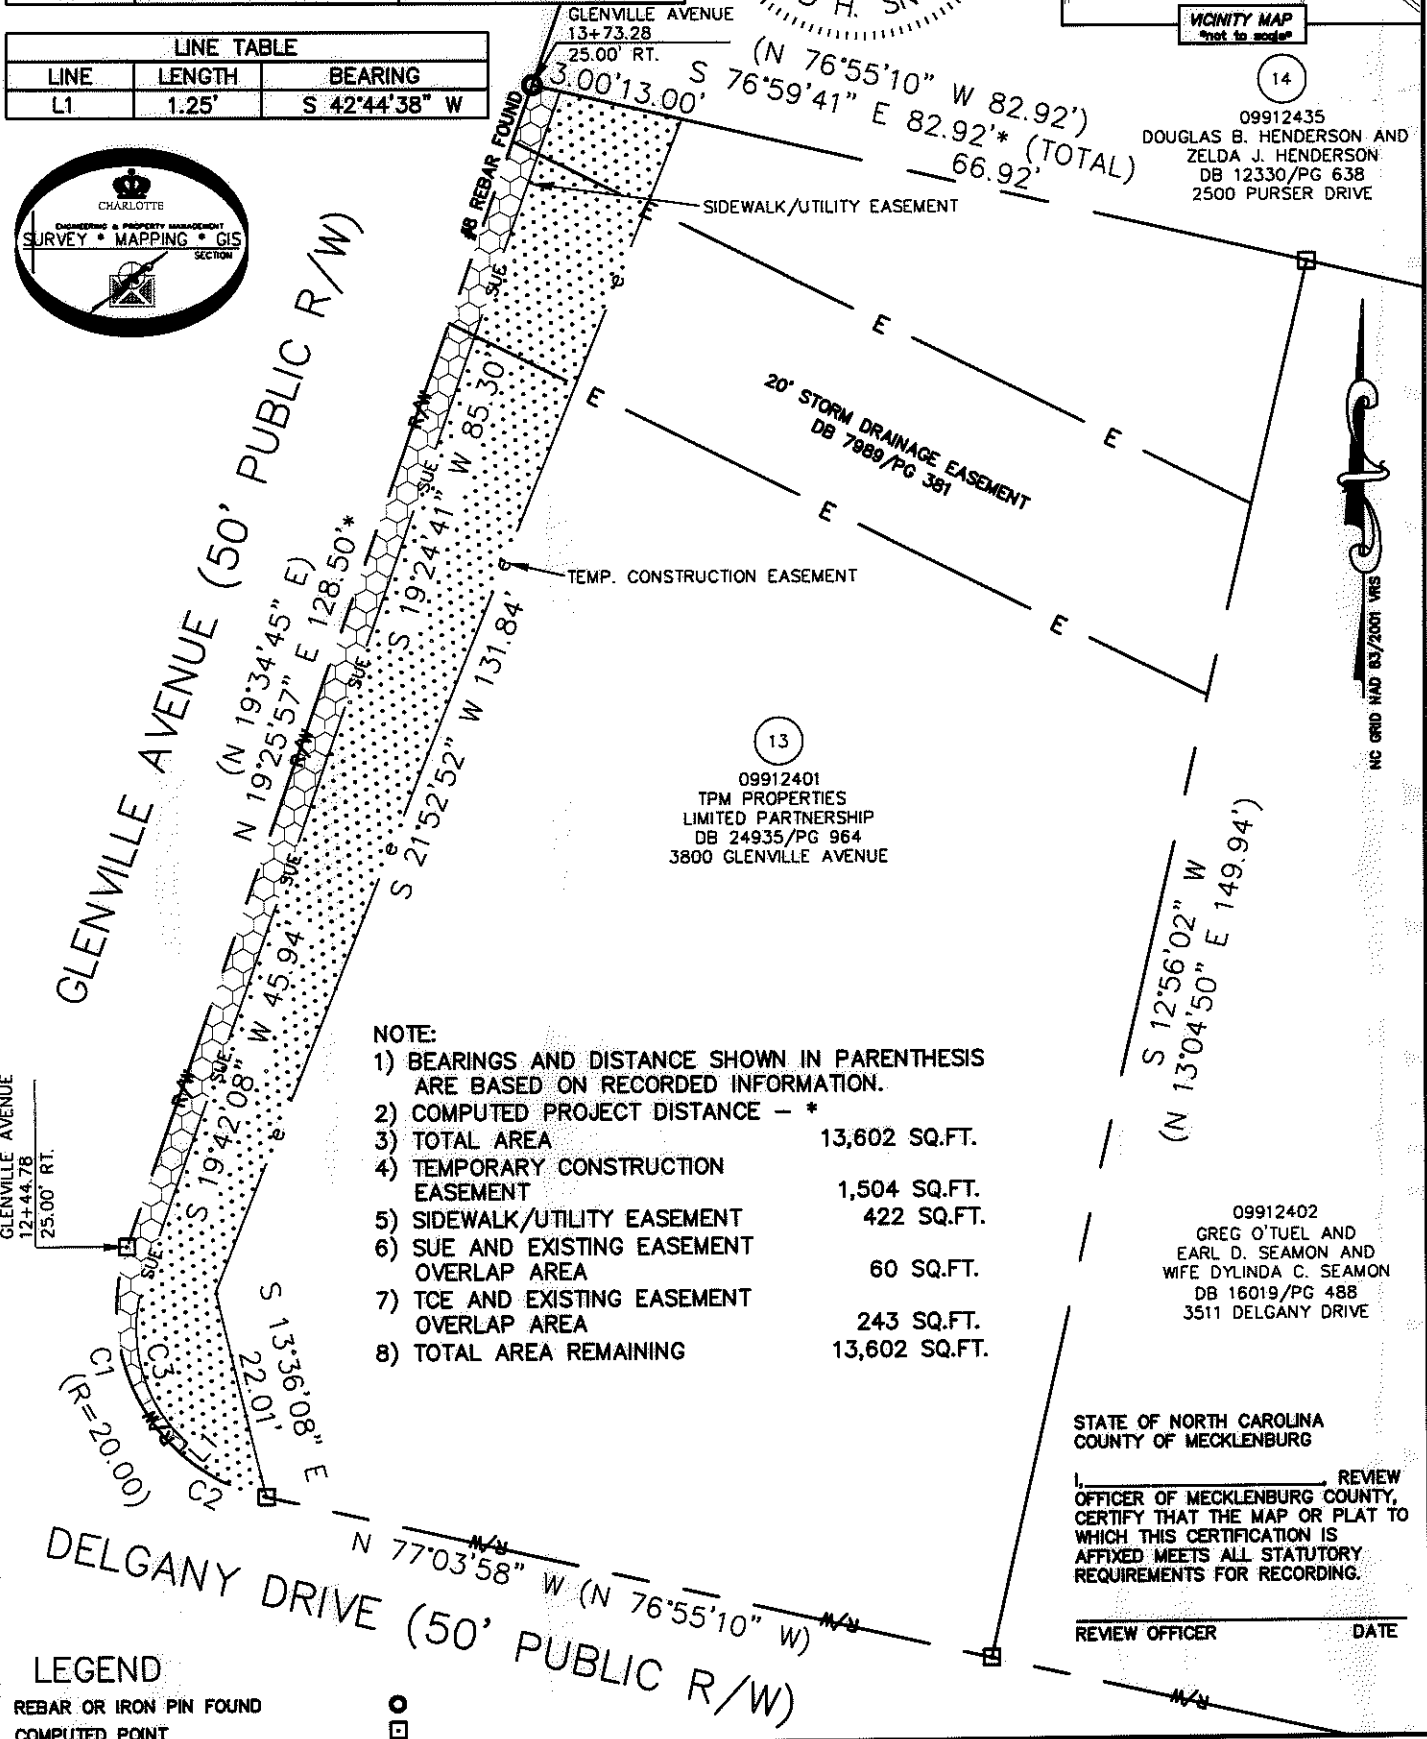 LINE TABLE
LINE LENGTH BEARING
L1 1.25' S 42°44'38" W
GLENVILLE AVENUE
13+73.28
25.00' RT.
H.
VICINITY MAP
*not to scale*
3.00'
13.00'
(N 76°55'10" W 82.92')
S 76°59'41" E 82.92'* (TOTAL)
66.92'
14
09912435
DOUGLAS B. HENDERSON AND
ZELDA J. HENDERSON
DB 12330/PG 638
2500 PURSER DRIVE
CHARLOTTE
ENGINEERING & PROPERTY MANAGEMENT
SURVEY * MAPPING * GIS
SECTION
#8 REBAR FOUND
SIDEWALK/UTILITY EASEMENT
E
e
SUE
E
E
E
E
E
20' STORM DRAINAGE EASEMENT
DB 7989/PG 381
R/W
SUE
S 19°24'41" W 85.30'
GLENVILLE AVENUE (50' PUBLIC R/W)
e
TEMP. CONSTRUCTION EASEMENT
E
NC GRID NAD 83/2001 VRS
(N 19°34'45" E)
N 19°25'57" E 128.50'*
SUE
R/W
S 21°52'52" W 131.84'
13
09912401
TPM PROPERTIES
LIMITED PARTNERSHIP
DB 24935/PG 964
3800 GLENVILLE AVENUE
e
SUE
S 12°56'02" W
(N 13°04'50" E 149.94')
S 19°42'08" W 45.94'
R/W
SUE
e
NOTE:
1) BEARINGS AND DISTANCE SHOWN IN PARENTHESIS
ARE BASED ON RECORDED INFORMATION.
2) COMPUTED PROJECT DISTANCE - *
3) TOTAL AREA 13,602 SQ.FT.
4) TEMPORARY CONSTRUCTION
EASEMENT 1,504 SQ.FT.
5) SIDEWALK/UTILITY EASEMENT 422 SQ.FT.
6) SUE AND EXISTING EASEMENT
OVERLAP AREA 60 SQ.FT.
7) TCE AND EXISTING EASEMENT
OVERLAP AREA 243 SQ.FT.
8) TOTAL AREA REMAINING 13,602 SQ.FT.
GLENVILLE AVENUE
12+44.78
25.00' RT.
SUE
09912402
GREG O'TUEL AND
EARL D. SEAMON AND
WIFE DYLINDA C. SEAMON
DB 16019/PG 488
3511 DELGANY DRIVE
S 13°36'08" E
22.01'
C1
C3
(R=20.00)
R/W
L1
C2
STATE OF NORTH CAROLINA
COUNTY OF MECKLENBURG
I,____________________, REVIEW
OFFICER OF MECKLENBURG COUNTY,
CERTIFY THAT THE MAP OR PLAT TO
WHICH THIS CERTIFICATION IS
AFFIXED MEETS ALL STATUTORY
REQUIREMENTS FOR RECORDING.
REVIEW OFFICER DATE
R/W
N 77°03'58" W (N 76°55'10" W)
R/W
DELGANY DRIVE (50' PUBLIC R/W)
R/W
LEGEND
REBAR OR IRON PIN FOUND
COMPUTED POINT